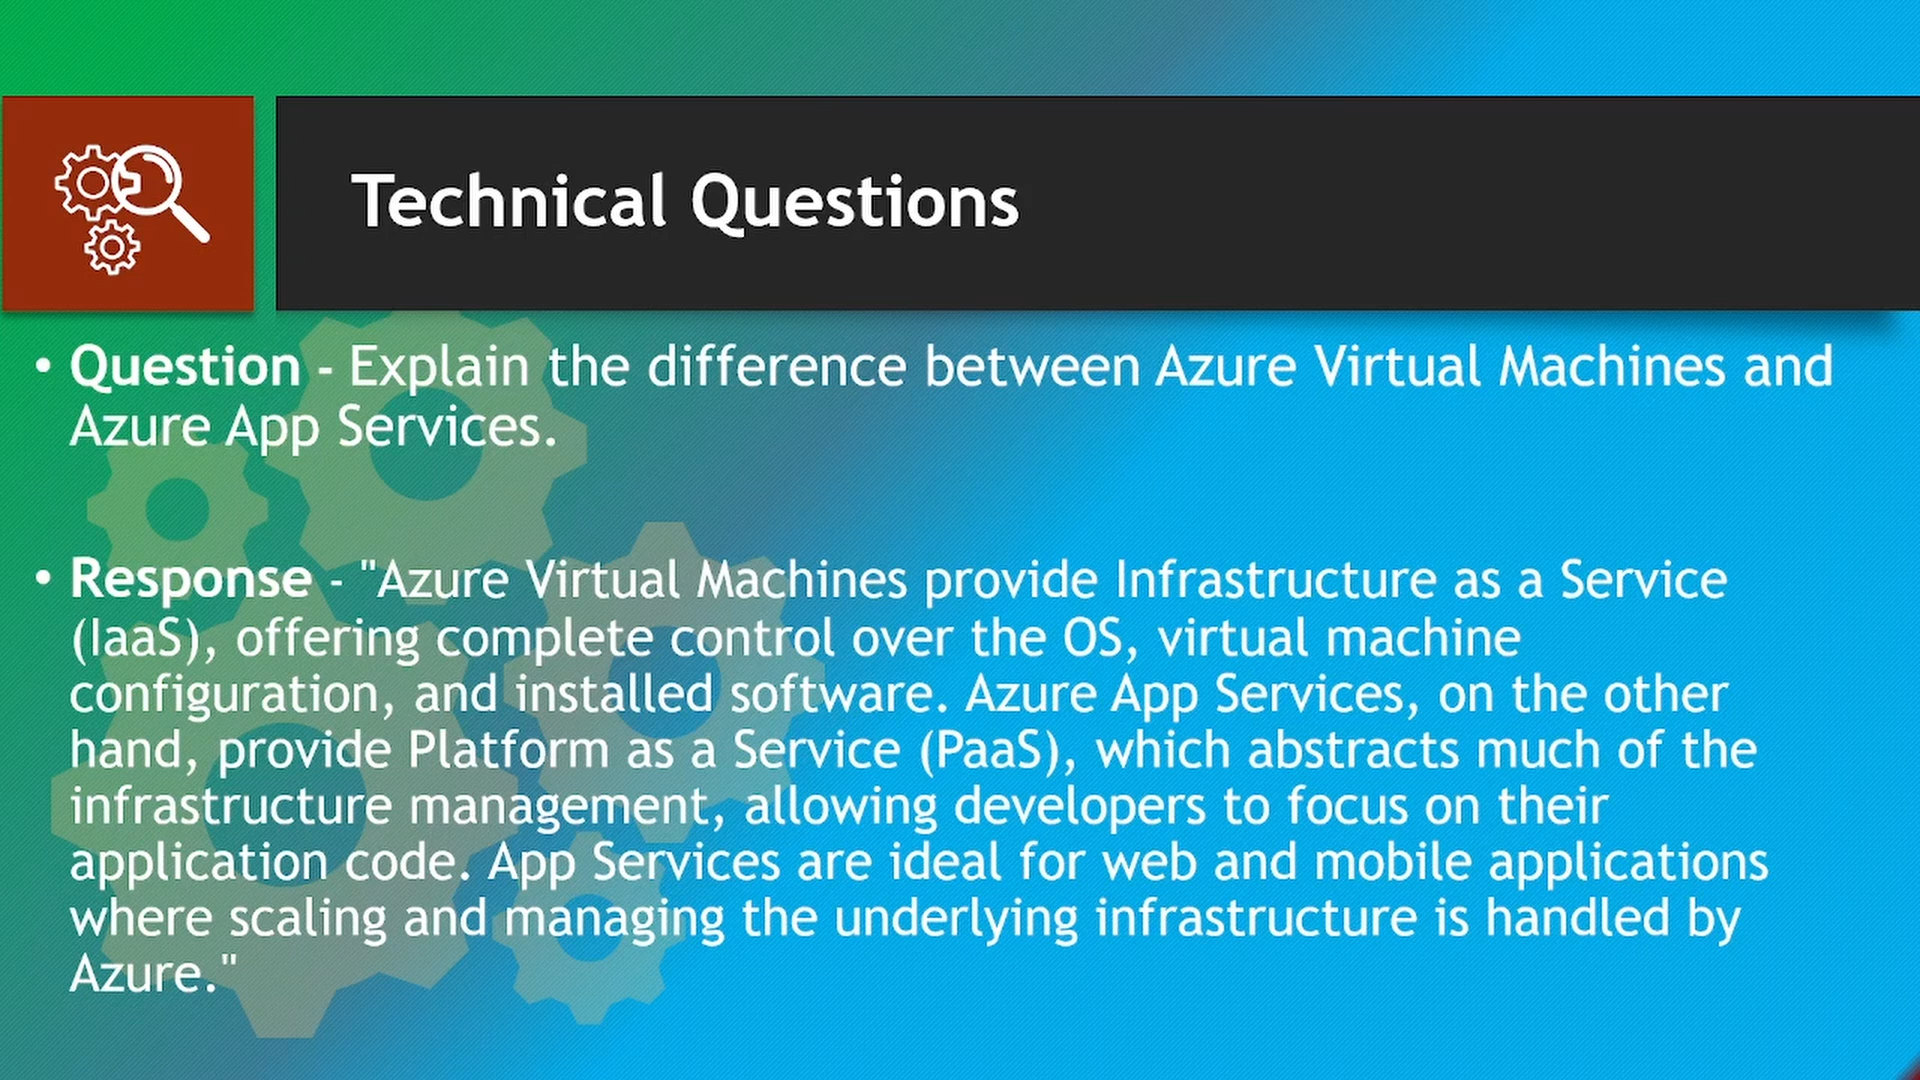 Technical Questions
• Question - Explain the difference between Azure Virtual Machines and
Azure App Services.
• Response - "Azure Virtual Machines provide Infrastructure as a Service
(IaaS), offering complete control over the OS, virtual machine
configuration, and installed software. Azure App Services, on the other
hand, provide Platform as a Service (PaaS), which abstracts much of the
infrastructure management, allowing developers to focus on their
application code. App Services are ideal for web and mobile applications
where scaling and managing the underlying infrastructure is handled by
Azure."